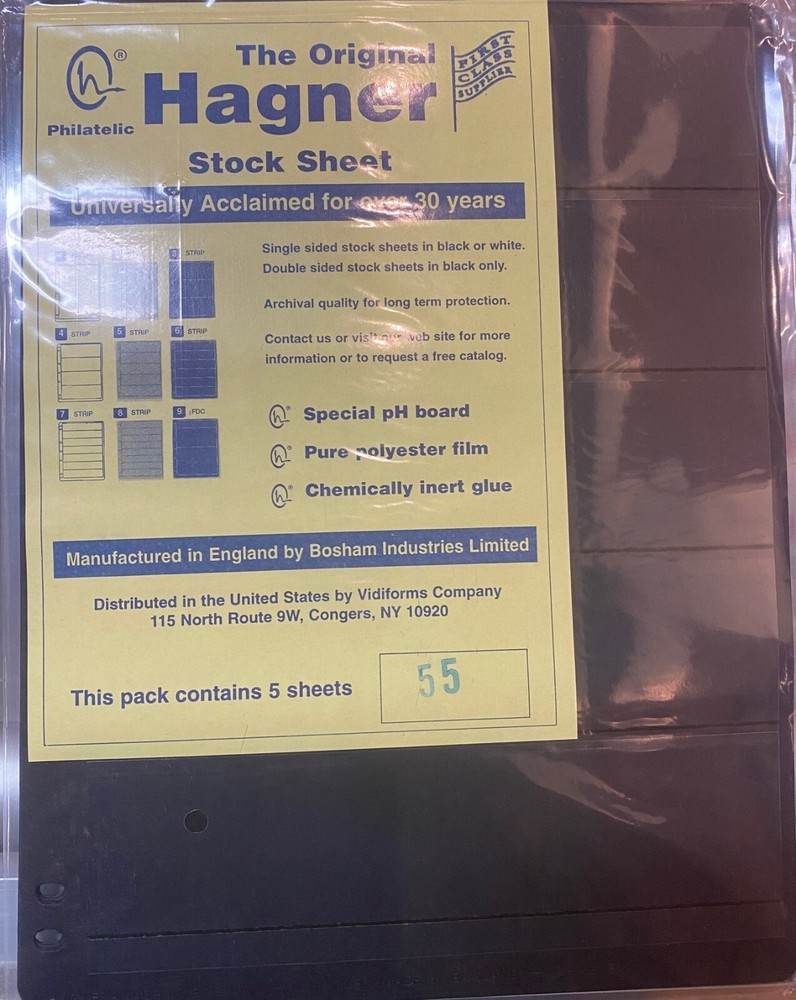 The Original
Hagner
®
Philatelic
FIRST
CLASS
SUPPLIER
Stock Sheet
Universally Acclaimed for over 30 years
3 STRIP
4 STRIP
5 STRIP
6 STRIP
7 STRIP
8 STRIP
9 FDC
Single sided stock sheets in black or white.
Double sided stock sheets in black only.
Archival quality for long term protection.
Contact us or visit our web site for more
information or to request a free catalog.
Special pH board
Pure polyester film
Chemically inert glue
Manufactured in England by Bosham Industries Limited
Distributed in the United States by Vidiforms Company
115 North Route 9W, Congers, NY 10920
This pack contains 5 sheets
55